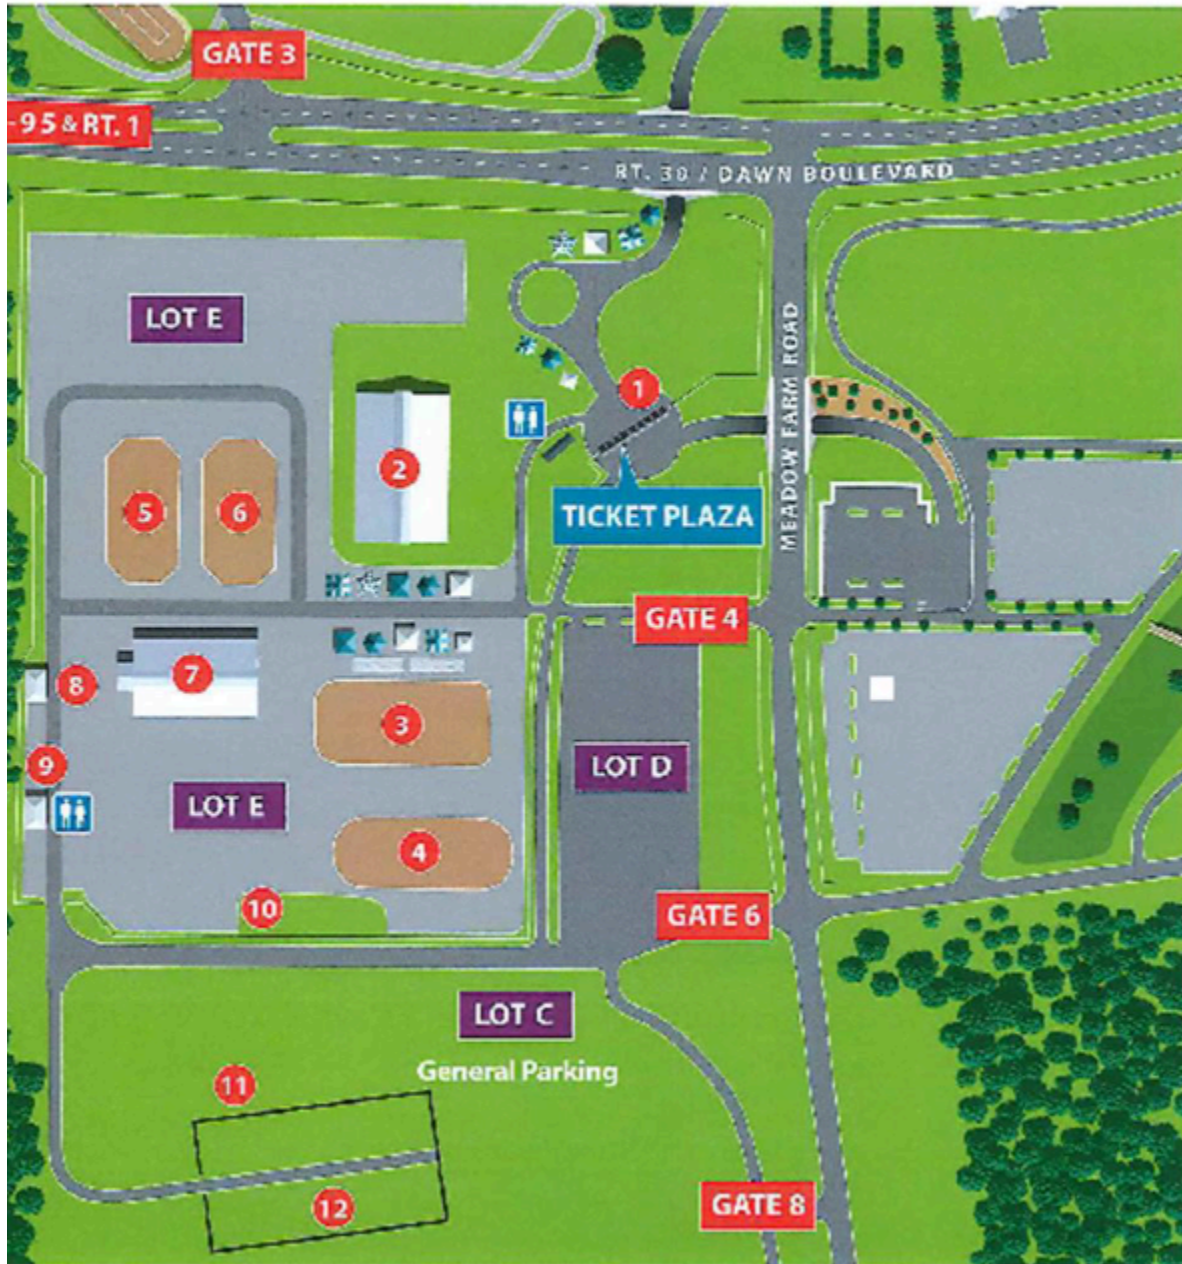 GATE 3
-95 & RT. 1
RT. 30 / DAWN BOULEVARD
LOT E
MEADOW FARM ROAD
1
2
5
6
TICKET PLAZA
GATE 4
7
8
3
9
LOT D
LOT E
4
10
GATE 6
LOT C
General Parking
11
12
GATE 8